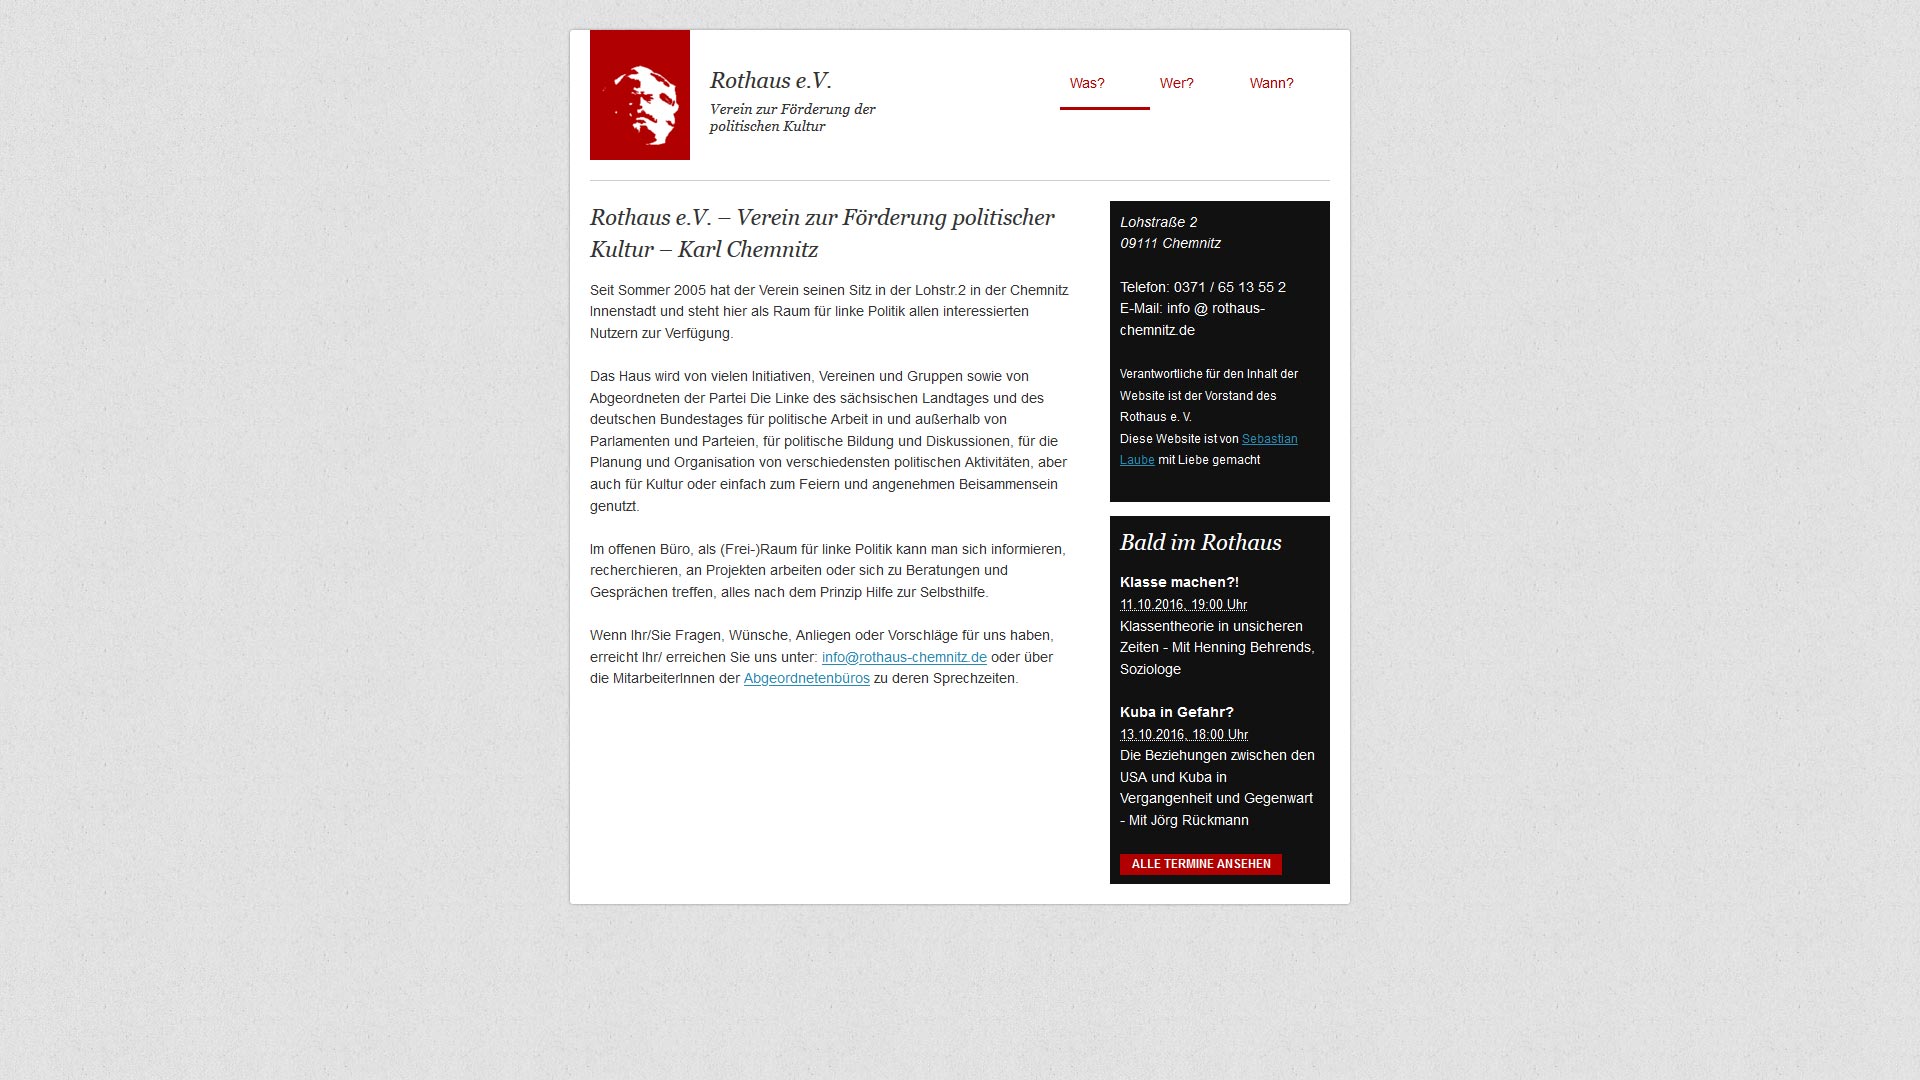 Rothaus e.V.
Verein zur Förderung der
politischen Kultur
Was?
Wer?
Wann?
Rothaus e.V. – Verein zur Förderung politischer
Kultur – Karl Chemnitz
Seit Sommer 2005 hat der Verein seinen Sitz in der Lohstr.2 in der Chemnitz
Innenstadt und steht hier als Raum für linke Politik allen interessierten
Nutzern zur Verfügung.
Das Haus wird von vielen Initiativen, Vereinen und Gruppen sowie von
Abgeordneten der Partei Die Linke des sächsischen Landtages und des
deutschen Bundestages für politische Arbeit in und außerhalb von
Parlamenten und Parteien, für politische Bildung und Diskussionen, für die
Planung und Organisation von verschiedensten politischen Aktivitäten, aber
auch für Kultur oder einfach zum Feiern und angenehmen Beisammensein
genutzt.
Im offenen Büro, als (Frei-)Raum für linke Politik kann man sich informieren,
recherchieren, an Projekten arbeiten oder sich zu Beratungen und
Gesprächen treffen, alles nach dem Prinzip Hilfe zur Selbsthilfe.
Wenn Ihr/Sie Fragen, Wünsche, Anliegen oder Vorschläge für uns haben,
erreicht Ihr/ erreichen Sie uns unter: info@rothaus-chemnitz.de oder über
die MitarbeiterInnen der Abgeordnetenbüros zu deren Sprechzeiten.
Lohstraße 2
09111 Chemnitz
Telefon: 0371 / 65 13 55 2
E-Mail: info @ rothaus-
chemnitz.de
Verantwortliche für den Inhalt der
Website ist der Vorstand des
Rothaus e. V.
Diese Website ist von Sebastian
Laube mit Liebe gemacht
Bald im Rothaus
Klasse machen?!
11.10.2016, 19:00 Uhr
Klassentheorie in unsicheren
Zeiten - Mit Henning Behrends,
Soziologe
Kuba in Gefahr?
13.10.2016, 18:00 Uhr
Die Beziehungen zwischen den
USA und Kuba in
Vergangenheit und Gegenwart
- Mit Jörg Rückmann
ALLE TERMINE ANSEHEN